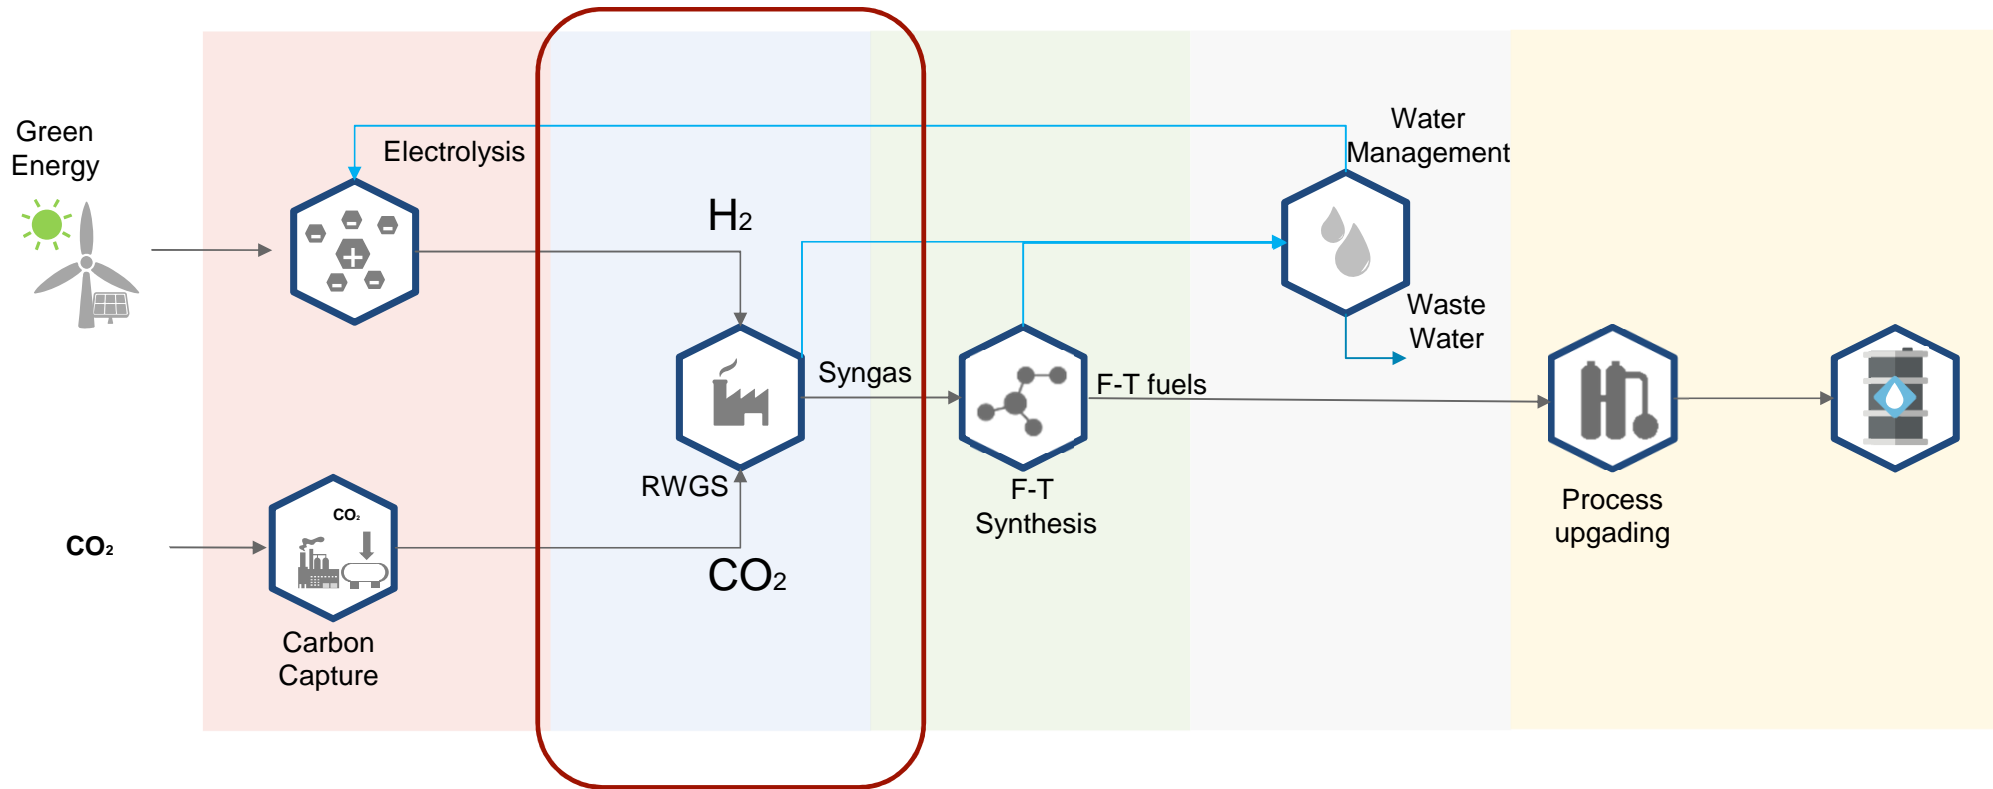 Green
Energy
Electrolysis
H₂
Water
Management
Waste
Water
Syngas
F-T fuels
RWGS
F-T
Synthesis
Process
upgading
CO₂
CO₂
CO₂
Carbon
Capture